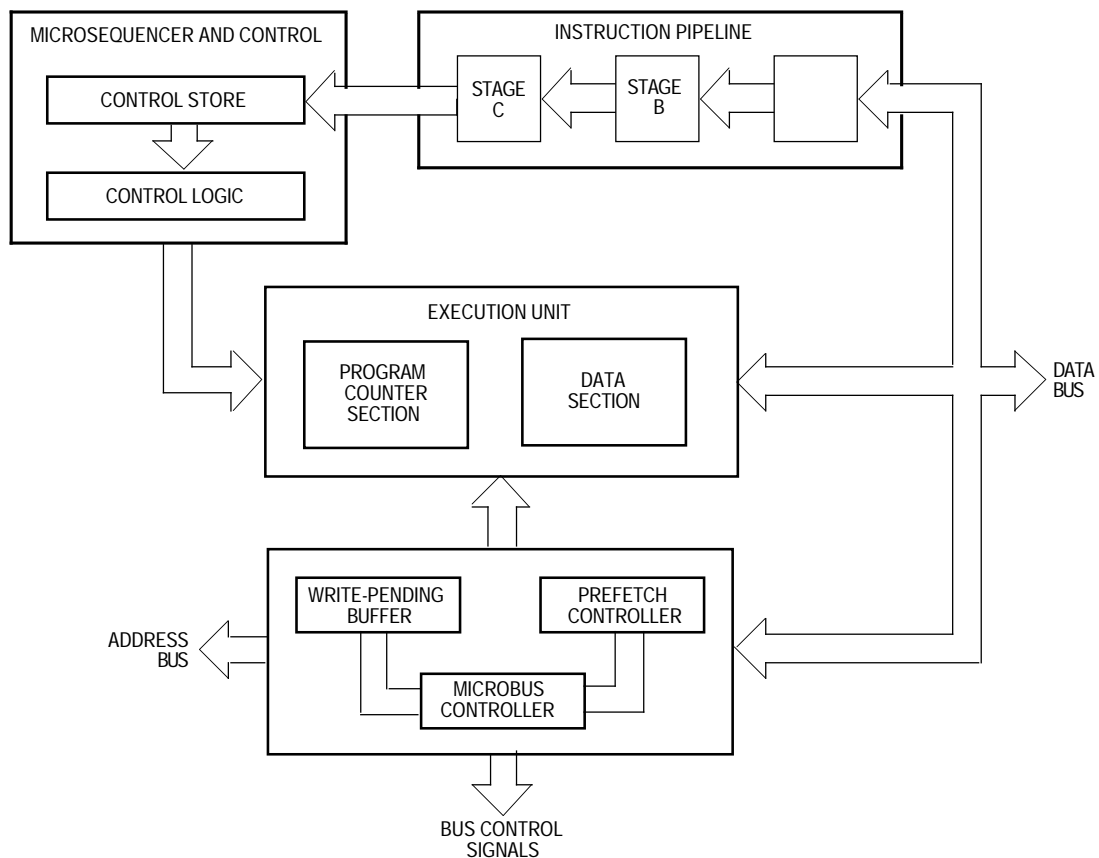 MICROSEQUENCER AND CONTROL
CONTROL STORE
CONTROL LOGIC
INSTRUCTION PIPELINE
STAGE
C
STAGE
B
EXECUTION UNIT
PROGRAM
COUNTER
SECTION
DATA
SECTION
DATA
BUS
WRITE-PENDING
BUFFER
PREFETCH
CONTROLLER
MICROBUS
CONTROLLER
ADDRESS
BUS
BUS CONTROL
SIGNALS